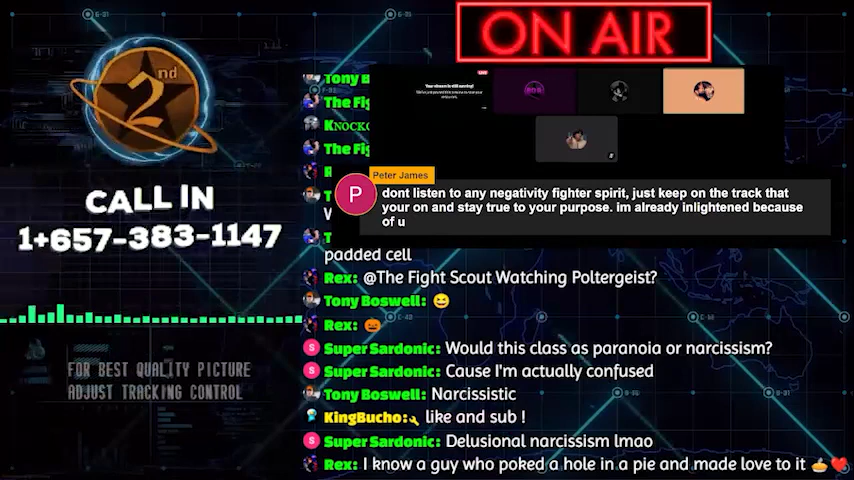 ON AIR
2nd
CALL IN
1+657-383-1147
FOR BEST QUALITY PICTURE
ADJUST TRACKING CONTROL
Tony B
The Fig
Knockc
The Fig
R
T
Peter James
P
dont listen to any negativity fighter spirit, just keep on the track that
your on and stay true to your purpose. im already inlightened because
of u
padded cell
Rex: @The Fight Scout Watching Poltergeist?
Tony Boswell: 😆
Rex: 🎃
S Super Sardonic: Would this class as paranoia or narcissism?
S Super Sardonic: Cause I'm actually confused
Tony Boswell: Narcissistic
KingBucho:🔧 like and sub !
S Super Sardonic: Delusional narcissism lmao
Rex: I know a guy who poked a hole in a pie and made love to it 🥧❤️